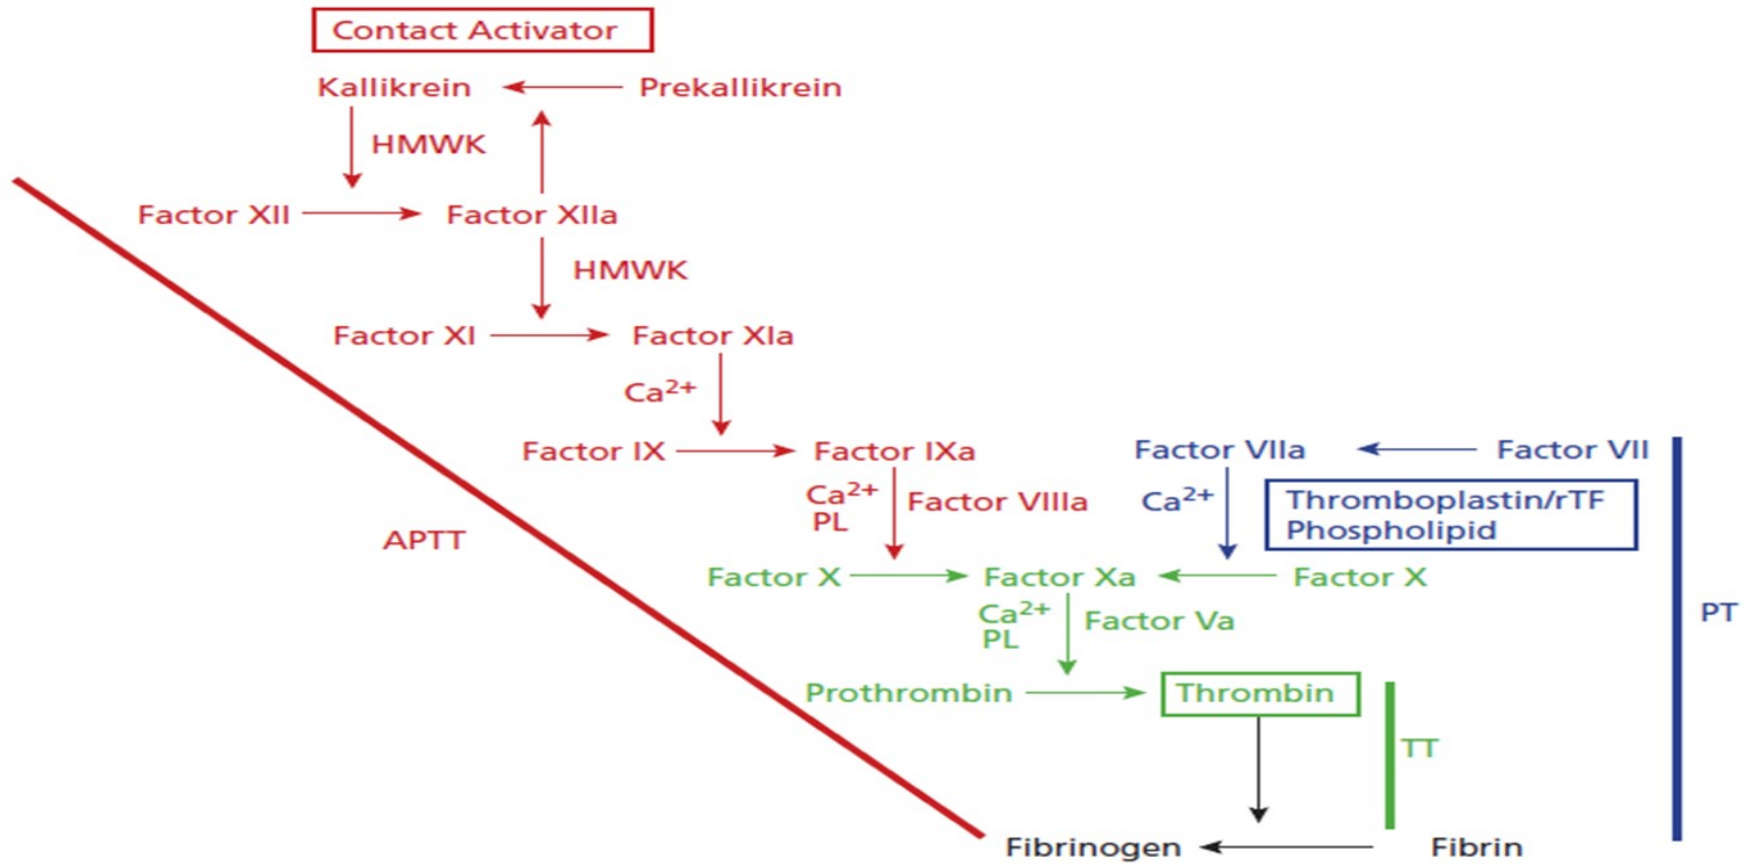 Contact Activator
Kallikrein
Prekallikrein
HMWK
Factor XII
Factor XIIa
HMWK
Factor XI
Factor XIa
Ca²⁺
Factor IX
Factor IXa
Factor VIIa
Factor VII
Ca²⁺
PL
Factor VIIIa
Ca²⁺
Thromboplastin/rTF
Phospholipid
APTT
Factor X
Factor Xa
Factor X
Ca²⁺
PL
Factor Va
PT
Prothrombin
Thrombin
TT
Fibrinogen
Fibrin